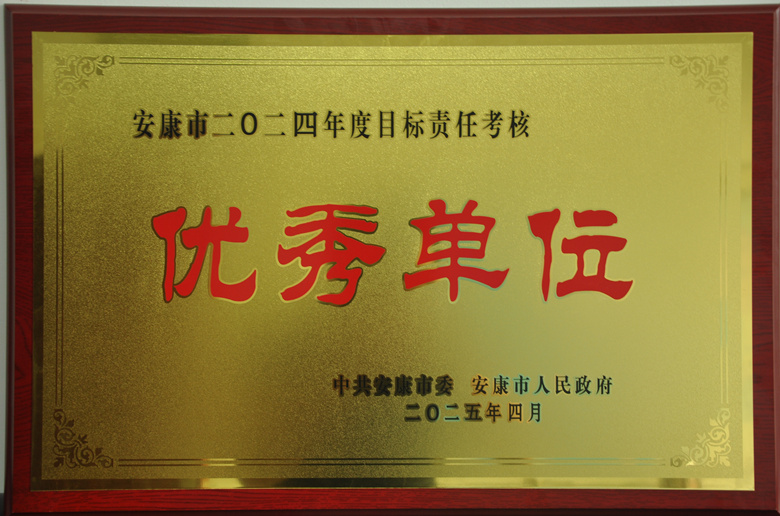 安康市二〇二四年度目标责任考核
优秀单位
中共安康市委 安康市人民政府
二〇二五年四月